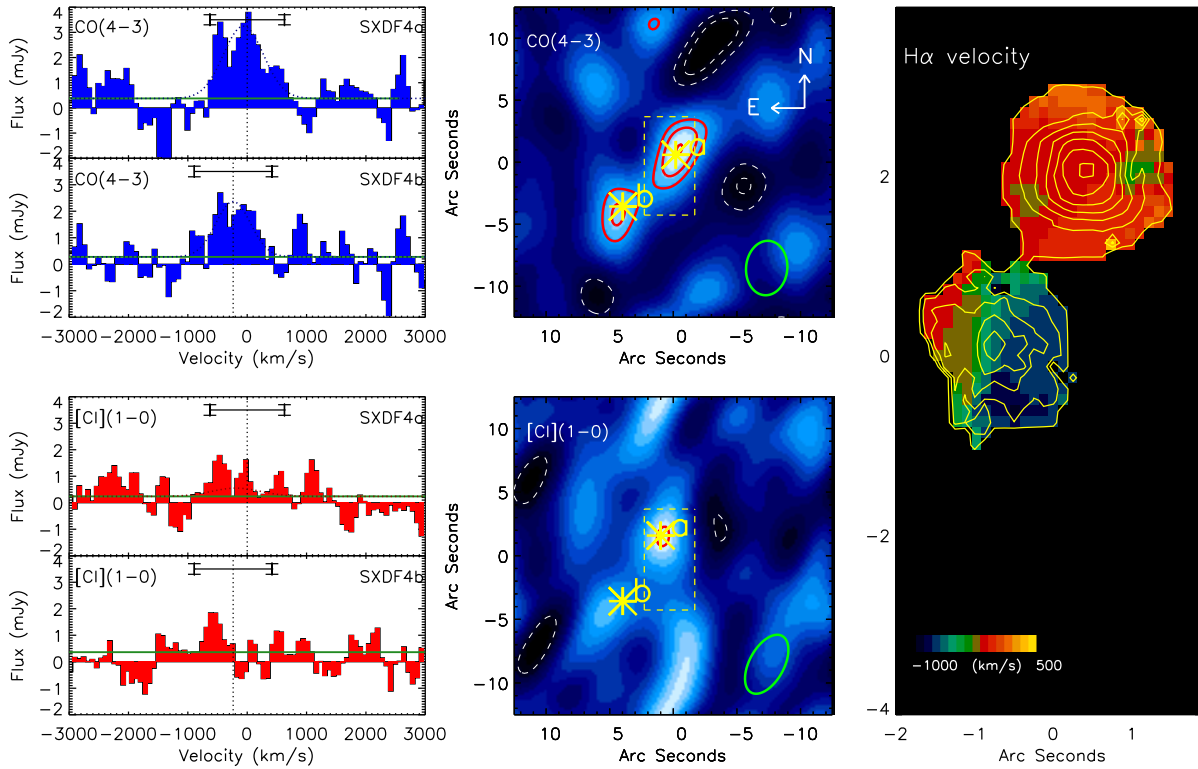 CO(4−3) SXDF4a
4
3
2
1
0
−1
Flux (mJy)
CO(4−3) SXDF4b
4
3
2
1
0
−1
−2
Flux (mJy)
−3000 −2000 −1000 0 1000 2000 3000
Velocity (km/s)
CO(4−3)
N
E
a
b
10
5
0
−5
−10
Arc Seconds
10 5 0 −5 −10
Arc Seconds
[CI](1−0) SXDF4a
4
3
2
1
0
−1
Flux (mJy)
[CI](1−0) SXDF4b
4
3
2
1
0
−1
−2
Flux (mJy)
−3000 −2000 −1000 0 1000 2000 3000
Velocity (km/s)
[CI](1−0)
a
b
10
5
0
−5
−10
Arc Seconds
10 5 0 −5 −10
Arc Seconds
Hα velocity
2
0
−2
−4
−1000 (km/s) 500
−2 −1 0 1
Arc Seconds